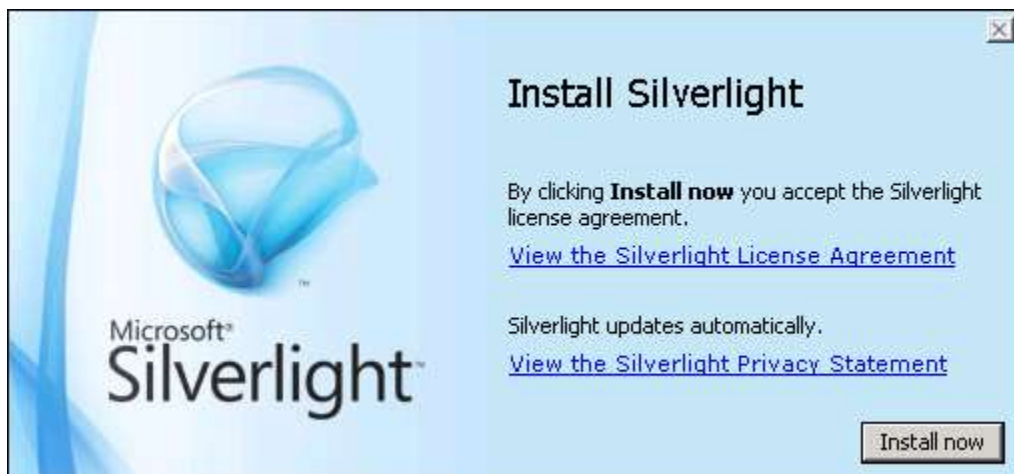 Install Silverlight
By clicking Install now you accept the Silverlight
license agreement.
View the Silverlight License Agreement
Silverlight updates automatically.
View the Silverlight Privacy Statement
Microsoft®
Silverlight™
Install now